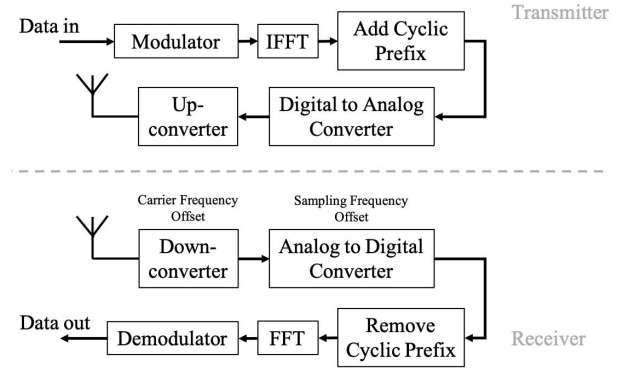 Transmitter
Data in
Modulator
IFFT
Add Cyclic
Prefix
Up-
converter
Digital to Analog
Converter
Carrier Frequency
Offset
Sampling Frequency
Offset
Down-
converter
Analog to Digital
Converter
Data out
Demodulator
FFT
Remove
Cyclic Prefix
Receiver